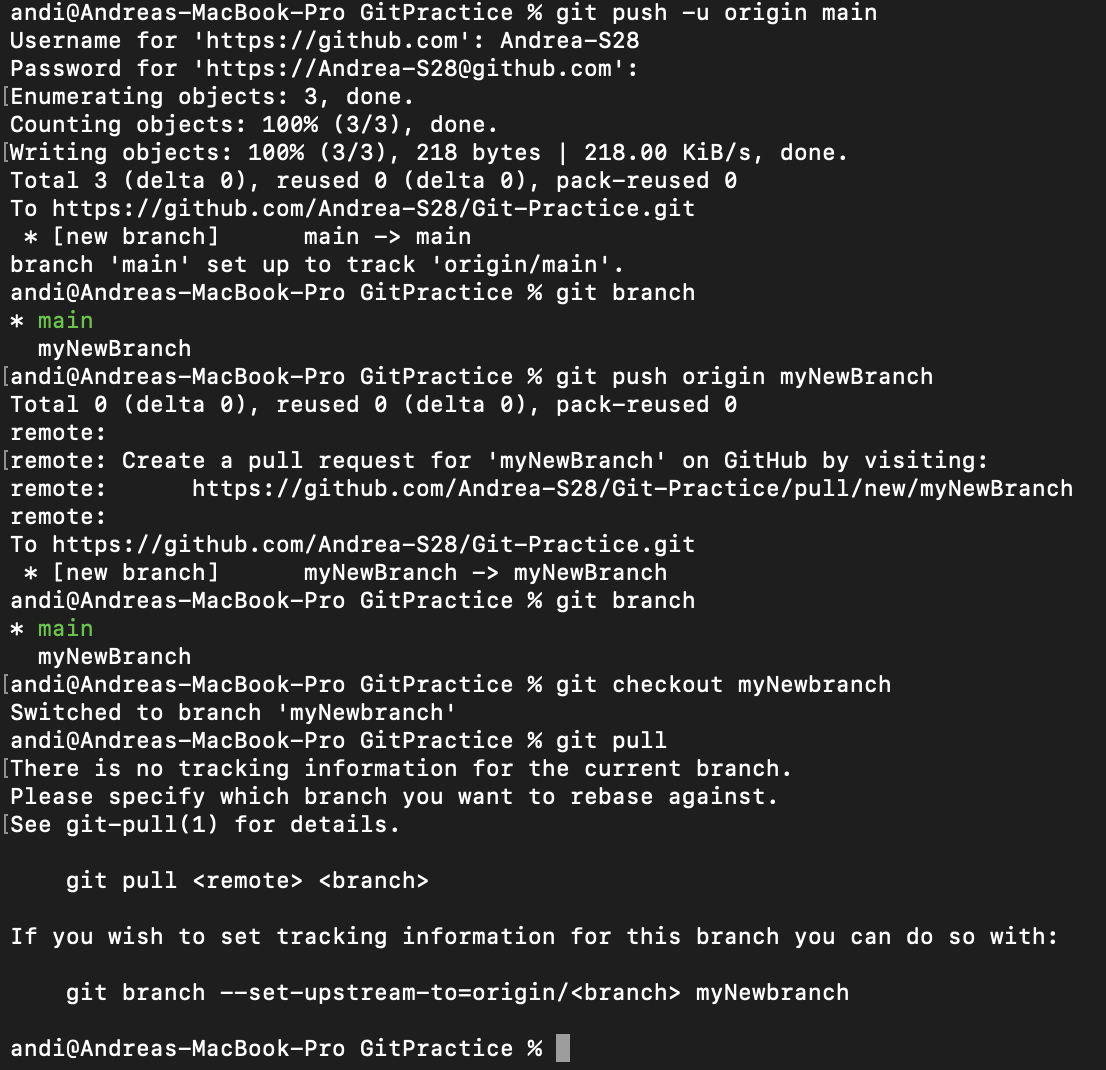 andi@Andreas-MacBook-Pro GitPractice % git push -u origin main
Username for 'https://github.com': Andrea-S28
Password for 'https://Andrea-S28@github.com':
[Enumerating objects: 3, done.
Counting objects: 100% (3/3), done.
[Writing objects: 100% (3/3), 218 bytes | 218.00 KiB/s, done.
Total 3 (delta 0), reused 0 (delta 0), pack-reused 0
To https://github.com/Andrea-S28/Git-Practice.git
 * [new branch]      main -> main
branch 'main' set up to track 'origin/main'.
andi@Andreas-MacBook-Pro GitPractice % git branch
* main
  myNewBranch
[andi@Andreas-MacBook-Pro GitPractice % git push origin myNewBranch
Total 0 (delta 0), reused 0 (delta 0), pack-reused 0
remote:
[remote: Create a pull request for 'myNewBranch' on GitHub by visiting:
remote:      https://github.com/Andrea-S28/Git-Practice/pull/new/myNewBranch
remote:
To https://github.com/Andrea-S28/Git-Practice.git
 * [new branch]      myNewBranch -> myNewBranch
andi@Andreas-MacBook-Pro GitPractice % git branch
* main
  myNewBranch
[andi@Andreas-MacBook-Pro GitPractice % git checkout myNewbranch
Switched to branch 'myNewbranch'
andi@Andreas-MacBook-Pro GitPractice % git pull
[There is no tracking information for the current branch.
Please specify which branch you want to rebase against.
[See git-pull(1) for details.

    git pull <remote> <branch>

If you wish to set tracking information for this branch you can do so with:

    git branch --set-upstream-to=origin/<branch> myNewbranch

andi@Andreas-MacBook-Pro GitPractice %